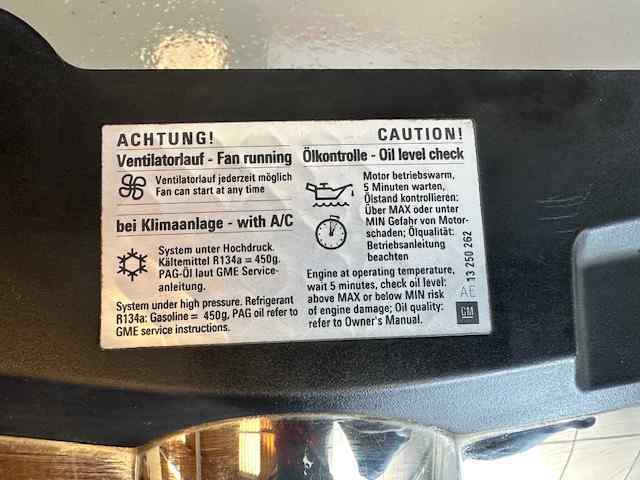 ACHTUNG!
CAUTION!
Ventilatorlauf - Fan running
Ventilatorlauf jederzeit möglich
Fan can start at any time
bei Klimaanlage - with A/C
System unter Hochdruck.
Kältemittel R134a = 450g.
PAG-Öl laut GME Service-
anleitung.
System under high pressure. Refrigerant
R134a: Gasoline = 450g, PAG oil refer to
GME service instructions.
Ölkontrolle - Oil level check
Motor betriebswarm,
5 Minuten warten,
Ölstand kontrollieren:
Über MAX oder unter
MIN Gefahr von Motor-
schaden; Ölqualität:
Betriebsanleitung
beachten
Engine at operating temperature,
wait 5 minutes, check oil level:
above MAX or below MIN risk
of engine damage; Oil quality:
refer to Owner's Manual.
AE 13 250 262
GM